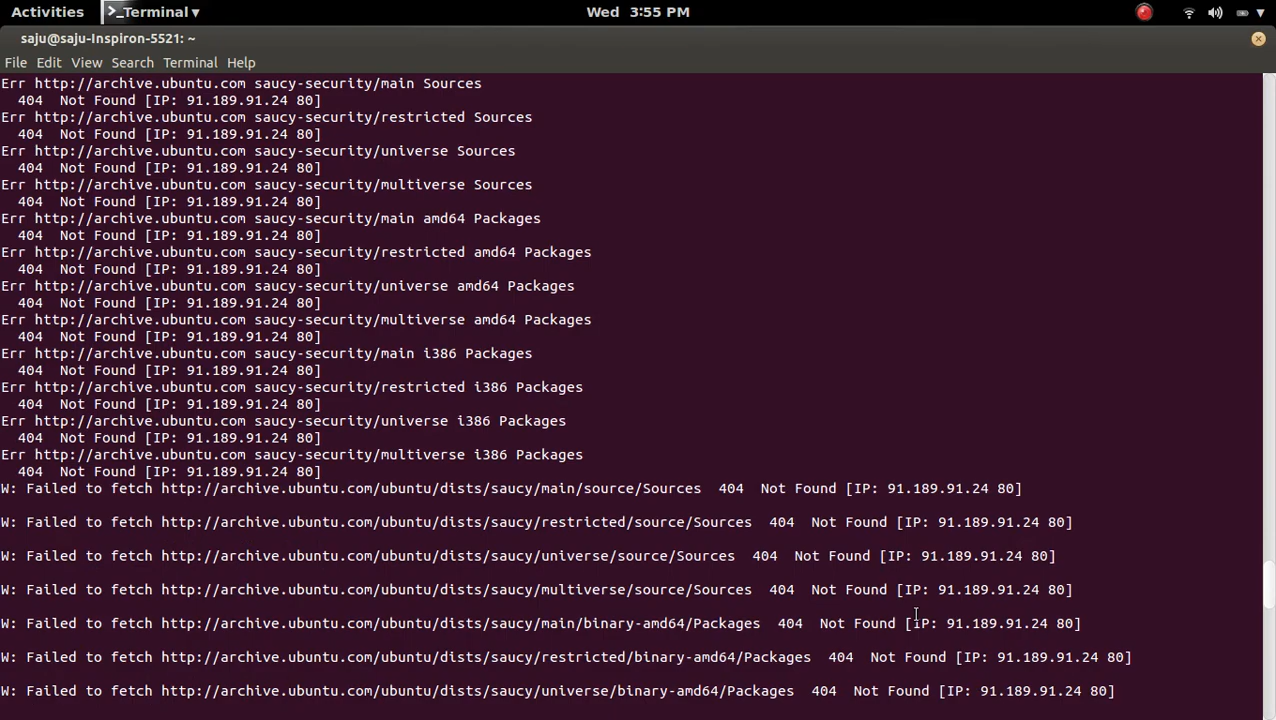 Activities
Terminal
Wed 3:55 PM
saju@saju-Inspiron-5521: ~
File Edit View Search Terminal Help
Err http://archive.ubuntu.com saucy-security/main Sources
  404  Not Found [IP: 91.189.91.24 80]
Err http://archive.ubuntu.com saucy-security/restricted Sources
  404  Not Found [IP: 91.189.91.24 80]
Err http://archive.ubuntu.com saucy-security/universe Sources
  404  Not Found [IP: 91.189.91.24 80]
Err http://archive.ubuntu.com saucy-security/multiverse Sources
  404  Not Found [IP: 91.189.91.24 80]
Err http://archive.ubuntu.com saucy-security/main amd64 Packages
  404  Not Found [IP: 91.189.91.24 80]
Err http://archive.ubuntu.com saucy-security/restricted amd64 Packages
  404  Not Found [IP: 91.189.91.24 80]
Err http://archive.ubuntu.com saucy-security/universe amd64 Packages
  404  Not Found [IP: 91.189.91.24 80]
Err http://archive.ubuntu.com saucy-security/multiverse amd64 Packages
  404  Not Found [IP: 91.189.91.24 80]
Err http://archive.ubuntu.com saucy-security/main i386 Packages
  404  Not Found [IP: 91.189.91.24 80]
Err http://archive.ubuntu.com saucy-security/restricted i386 Packages
  404  Not Found [IP: 91.189.91.24 80]
Err http://archive.ubuntu.com saucy-security/universe i386 Packages
  404  Not Found [IP: 91.189.91.24 80]
Err http://archive.ubuntu.com saucy-security/multiverse i386 Packages
  404  Not Found [IP: 91.189.91.24 80]
W: Failed to fetch http://archive.ubuntu.com/ubuntu/dists/saucy/main/source/Sources  404  Not Found [IP: 91.189.91.24 80]
W: Failed to fetch http://archive.ubuntu.com/ubuntu/dists/saucy/restricted/source/Sources  404  Not Found [IP: 91.189.91.24 80]
W: Failed to fetch http://archive.ubuntu.com/ubuntu/dists/saucy/universe/source/Sources  404  Not Found [IP: 91.189.91.24 80]
W: Failed to fetch http://archive.ubuntu.com/ubuntu/dists/saucy/multiverse/source/Sources  404  Not Found [IP: 91.189.91.24 80]
W: Failed to fetch http://archive.ubuntu.com/ubuntu/dists/saucy/main/binary-amd64/Packages  404  Not Found [IP: 91.189.91.24 80]
W: Failed to fetch http://archive.ubuntu.com/ubuntu/dists/saucy/restricted/binary-amd64/Packages  404  Not Found [IP: 91.189.91.24 80]
W: Failed to fetch http://archive.ubuntu.com/ubuntu/dists/saucy/universe/binary-amd64/Packages  404  Not Found [IP: 91.189.91.24 80]